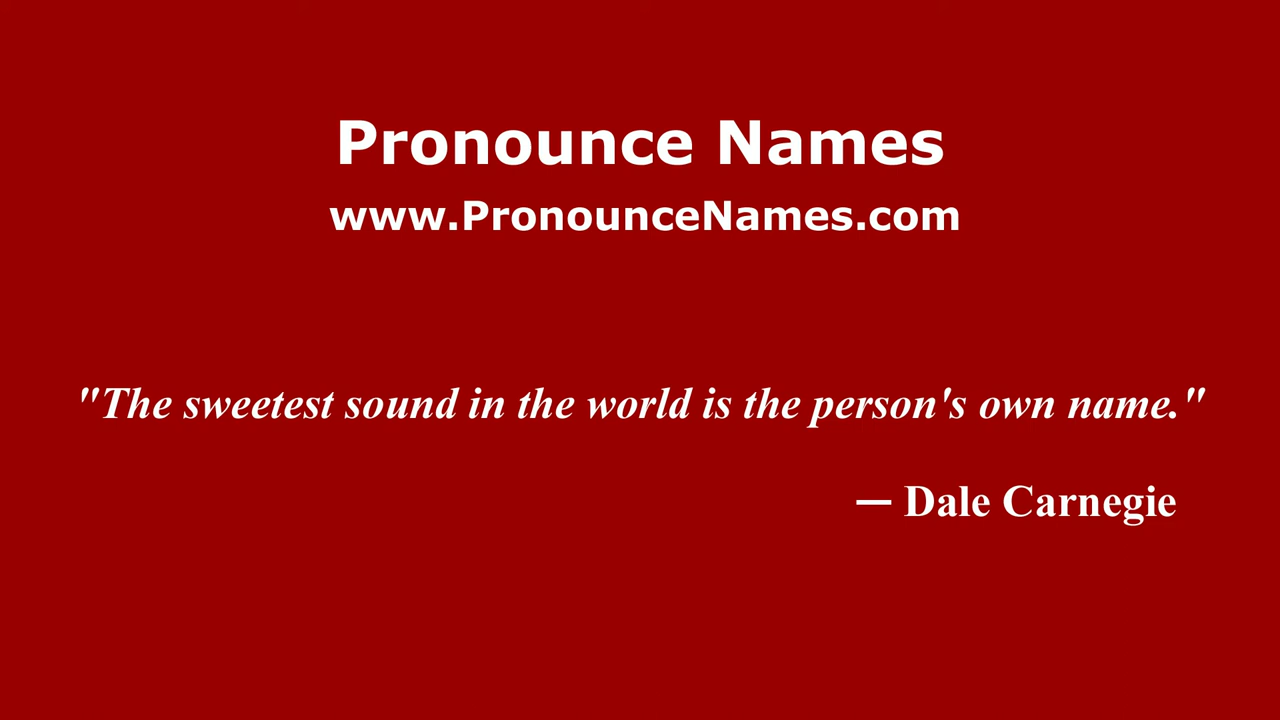 Pronounce Names
www.PronounceNames.com
"The sweetest sound in the world is the person's own name."
— Dale Carnegie